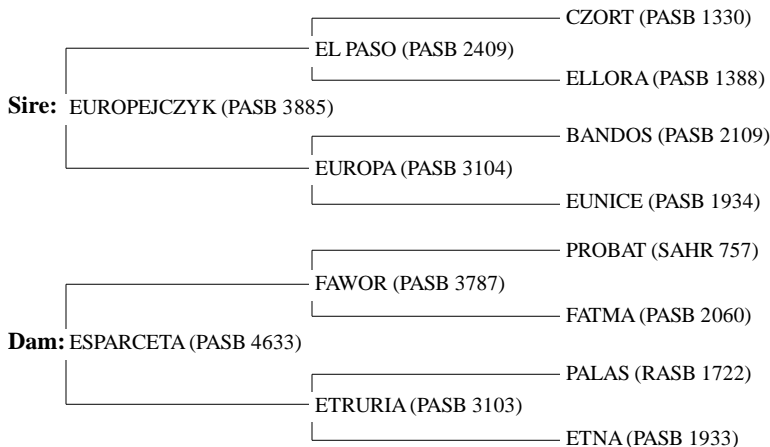 CZORT (PASB 1330)
EL PASO (PASB 2409)
ELLORA (PASB 1388)
Sire: EUROPEJCZYK (PASB 3885)
BANDOS (PASB 2109)
EUROPA (PASB 3104)
EUNICE (PASB 1934)
PROBAT (SAHR 757)
FAWOR (PASB 3787)
FATMA (PASB 2060)
Dam: ESPARCETA (PASB 4633)
PALAS (RASB 1722)
ETRURIA (PASB 3103)
ETNA (PASB 1933)